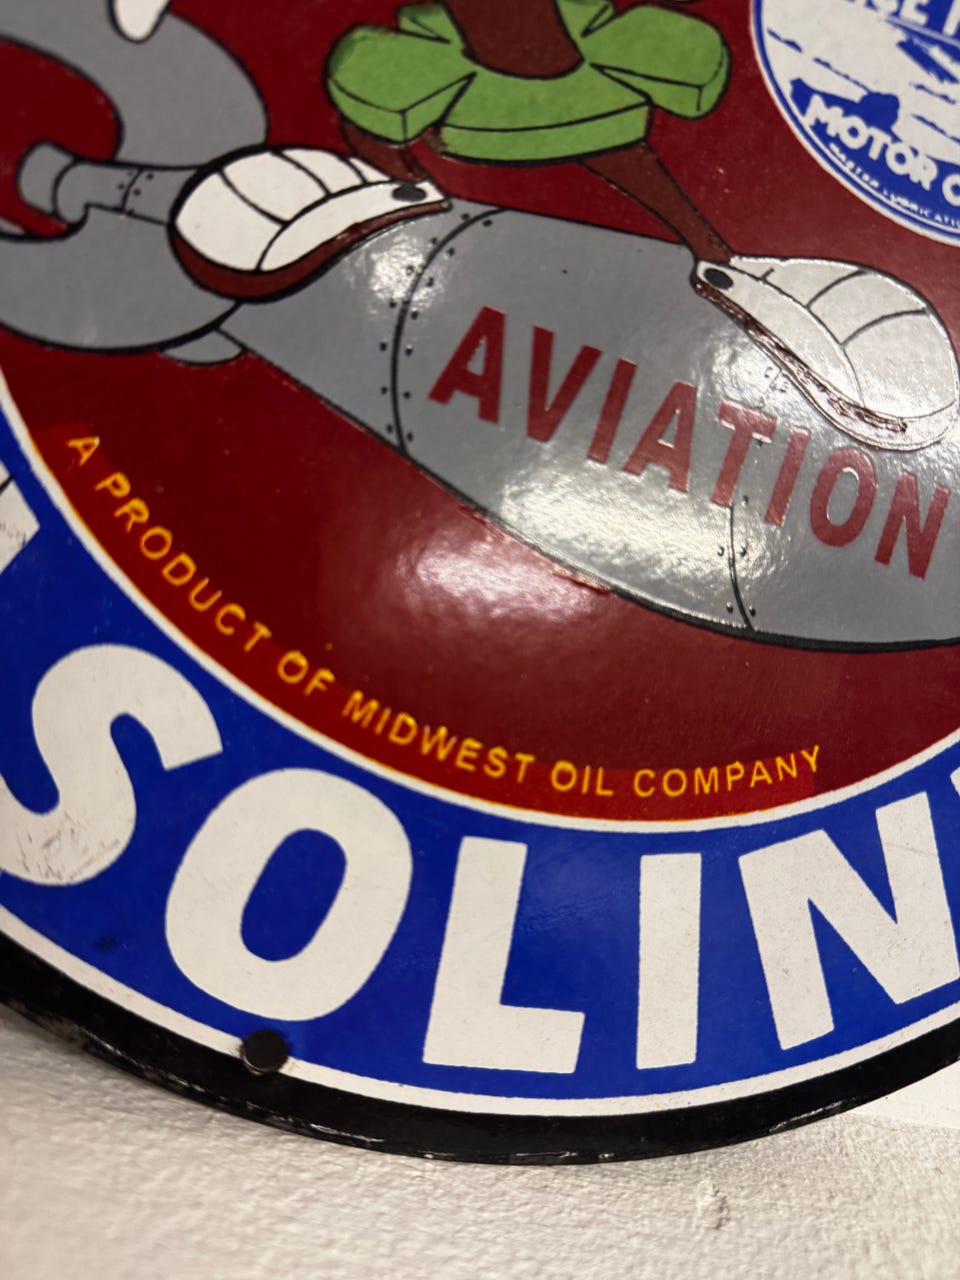 MOTOR
AVIATION
A PRODUCT OF MIDWEST OIL COMPANY
SOLIN